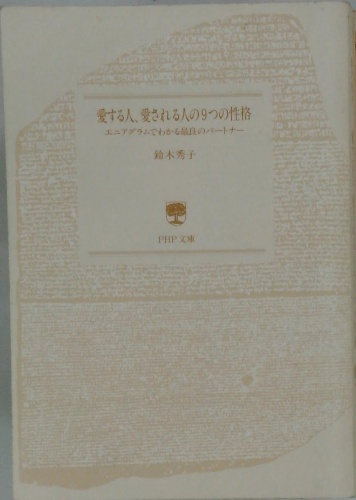 愛する人、愛される人の9つの性格
エニアグラムでわかる最良のパートナー
鈴木秀子
PHP文庫